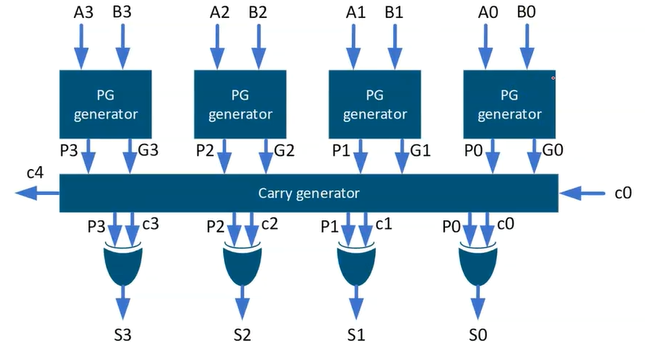 A3 B3 A2 B2 A1 B1 A0 B0
PG generator
PG generator
PG generator
PG generator
P3 G3 P2 G2 P1 G1 P0 G0
c4
Carry generator
c0
P3 c3 P2 c2 P1 c1 P0 c0
S3 S2 S1 S0